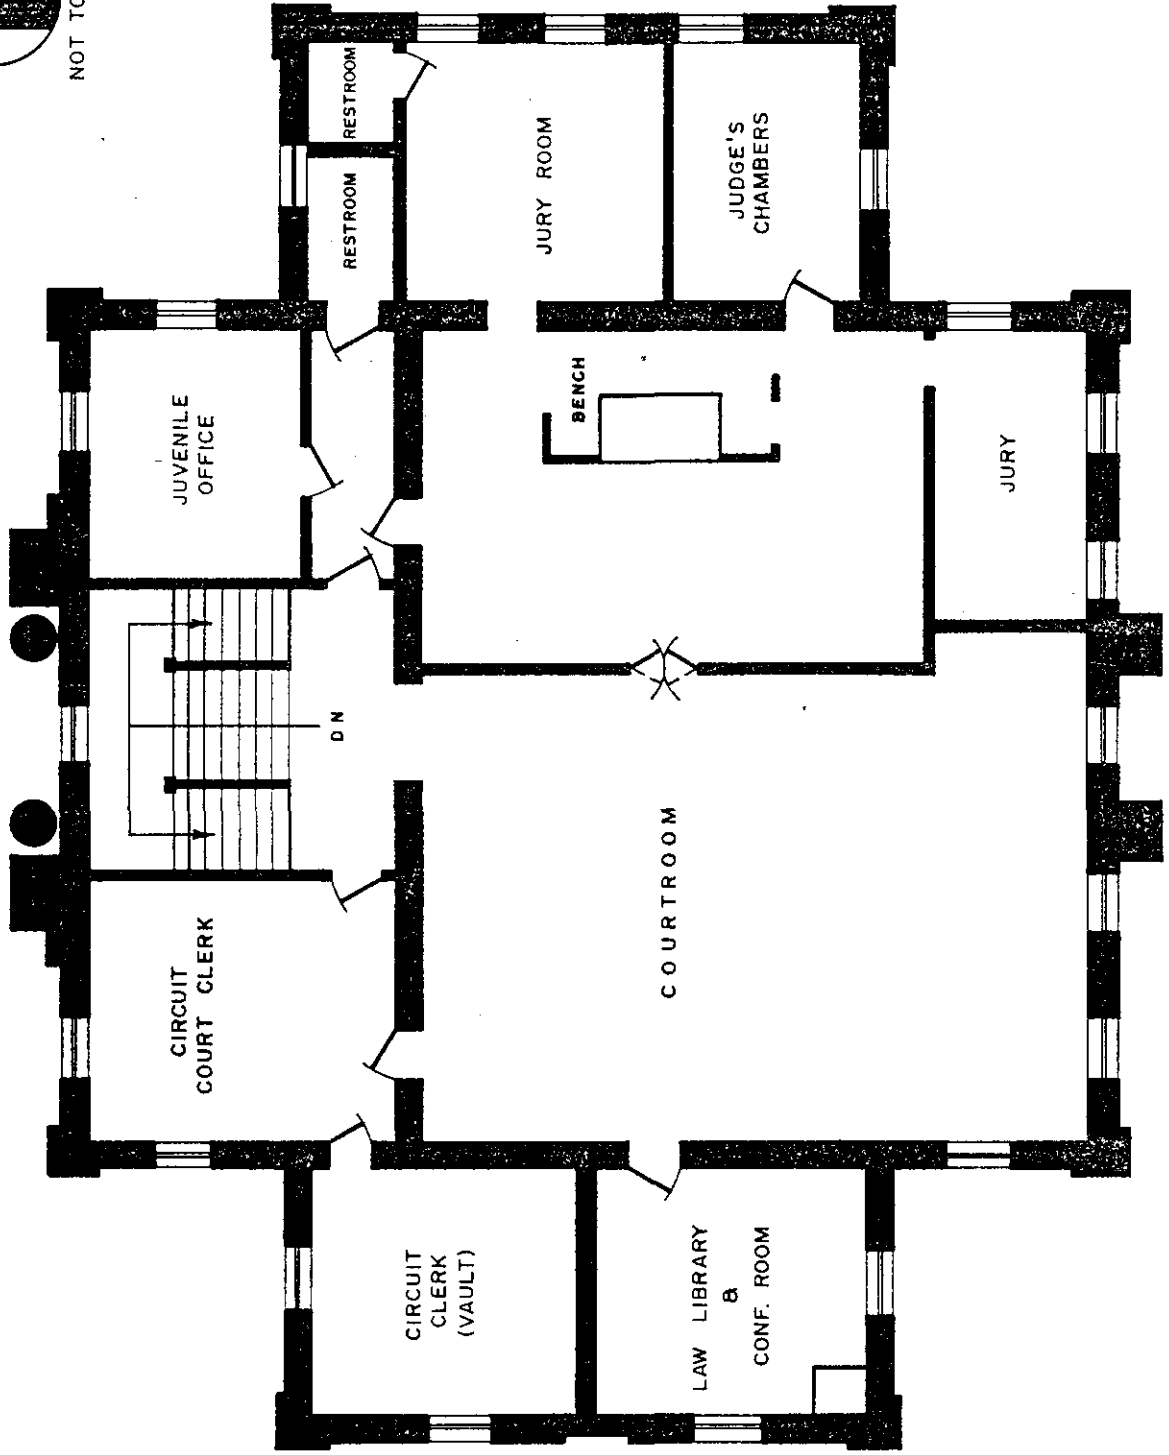 NOT TO
RESTROOM
RESTROOM
JURY ROOM
JUDGE'S
CHAMBERS
JUVENILE
OFFICE
BENCH
JURY
DN
CIRCUIT
COURT CLERK
COURTROOM
CIRCUIT
CLERK
(VAULT)
LAW LIBRARY
&
CONF. ROOM